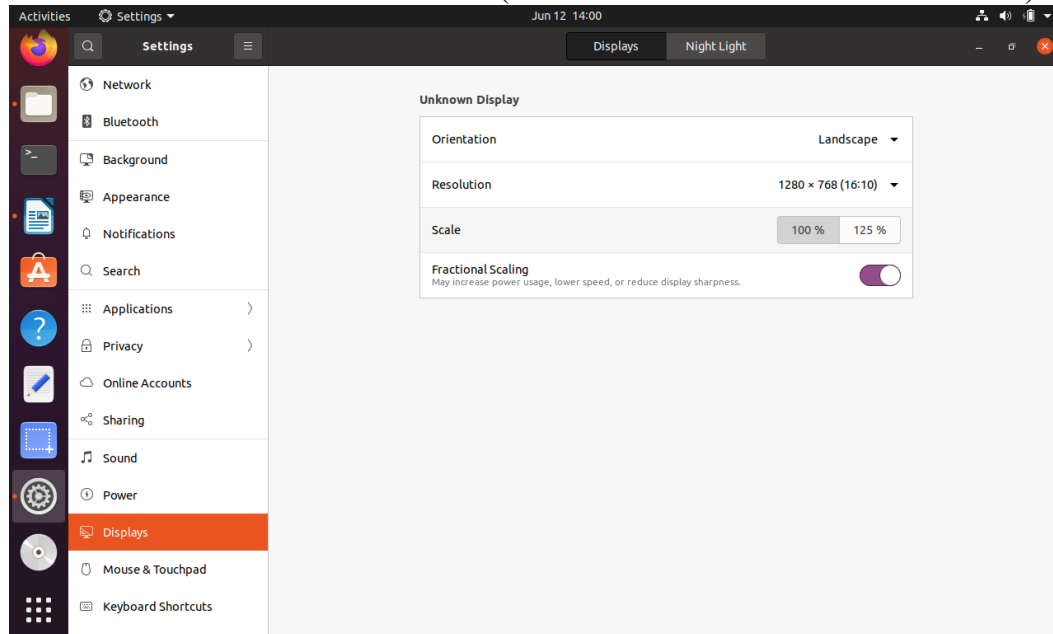 Activities
Settings
Jun 12 14:00
Settings
Displays
Night Light
Network
Bluetooth
Background
Appearance
Notifications
Search
Applications
Privacy
Online Accounts
Sharing
Sound
Power
Displays
Mouse & Touchpad
Keyboard Shortcuts
Unknown Display
Orientation
Landscape
Resolution
1280 × 768 (16:10)
Scale
100 %
125 %
Fractional Scaling
May increase power usage, lower speed, or reduce display sharpness.